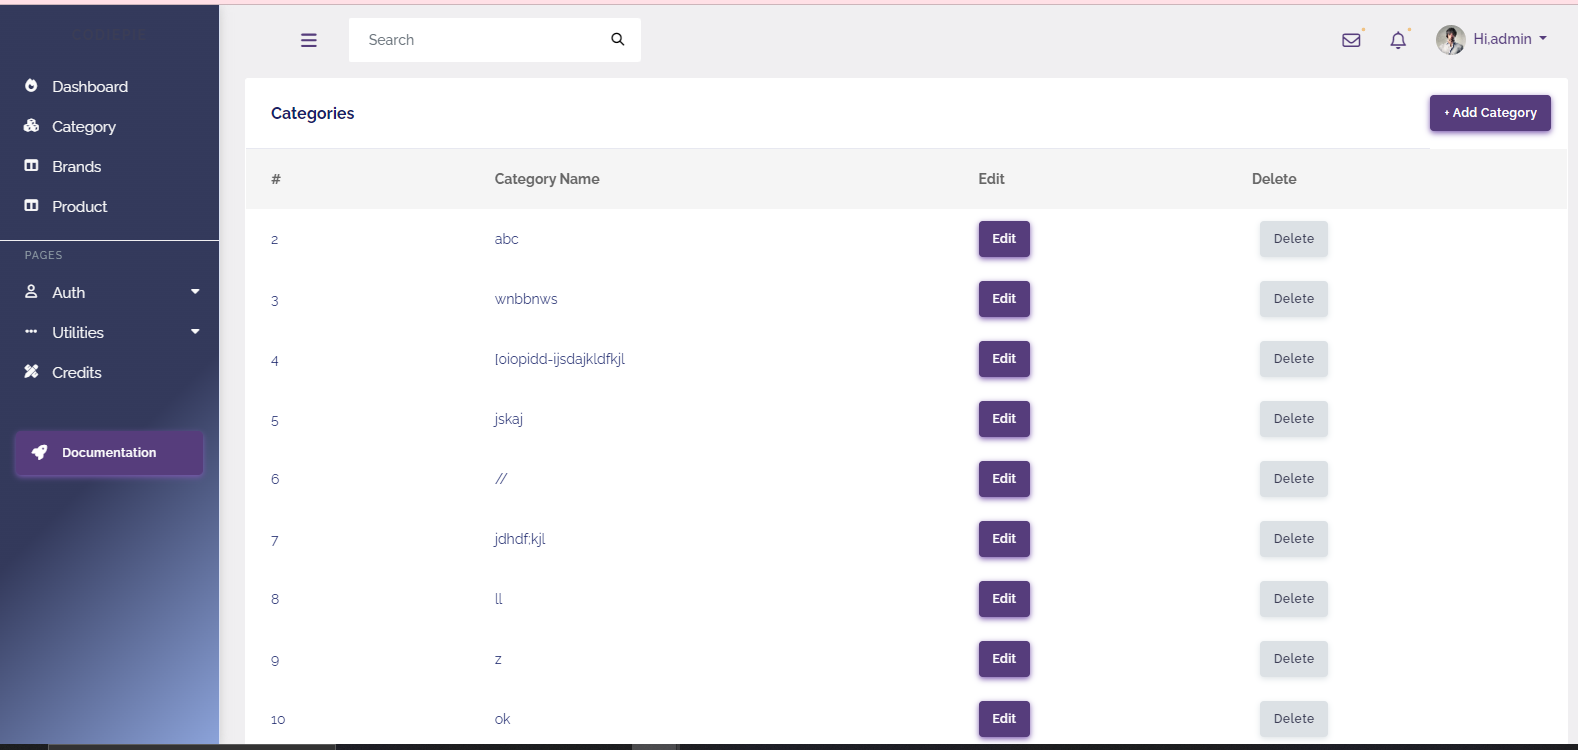 Search
Hi,admin
Dashboard
Category
Brands
Product
PAGES
Auth
Utilities
Credits
Documentation
Categories
+ Add Category
# Category Name Edit Delete
2 abc Edit Delete
3 wnbbnws Edit Delete
4 [oiopidd-ijsdajkldfkjl Edit Delete
5 jskaj Edit Delete
6 // Edit Delete
7 jdhdf;kjl Edit Delete
8 ll Edit Delete
9 z Edit Delete
10 ok Edit Delete